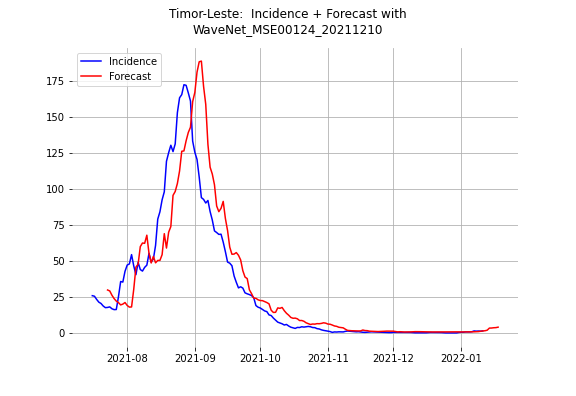 Timor-Leste:  Incidence + Forecast with
WaveNet_MSE00124_20211210
Incidence
Forecast
175
150
125
100
75
50
25
0
2021-08 2021-09 2021-10 2021-11 2021-12 2022-01